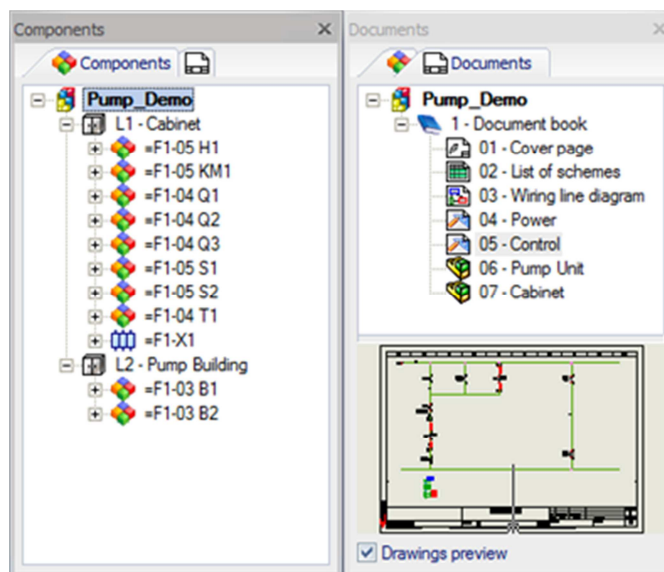 Components
Components
Pump_Demo
L1 - Cabinet
=F1-05 H1
=F1-05 KM1
=F1-04 Q1
=F1-04 Q2
=F1-04 Q3
=F1-05 S1
=F1-05 S2
=F1-04 T1
=F1-X1
L2 - Pump Building
=F1-03 B1
=F1-03 B2
Documents
Documents
Pump_Demo
1 - Document book
01 - Cover page
02 - List of schemes
03 - Wiring line diagram
04 - Power
05 - Control
06 - Pump Unit
07 - Cabinet
Drawings preview